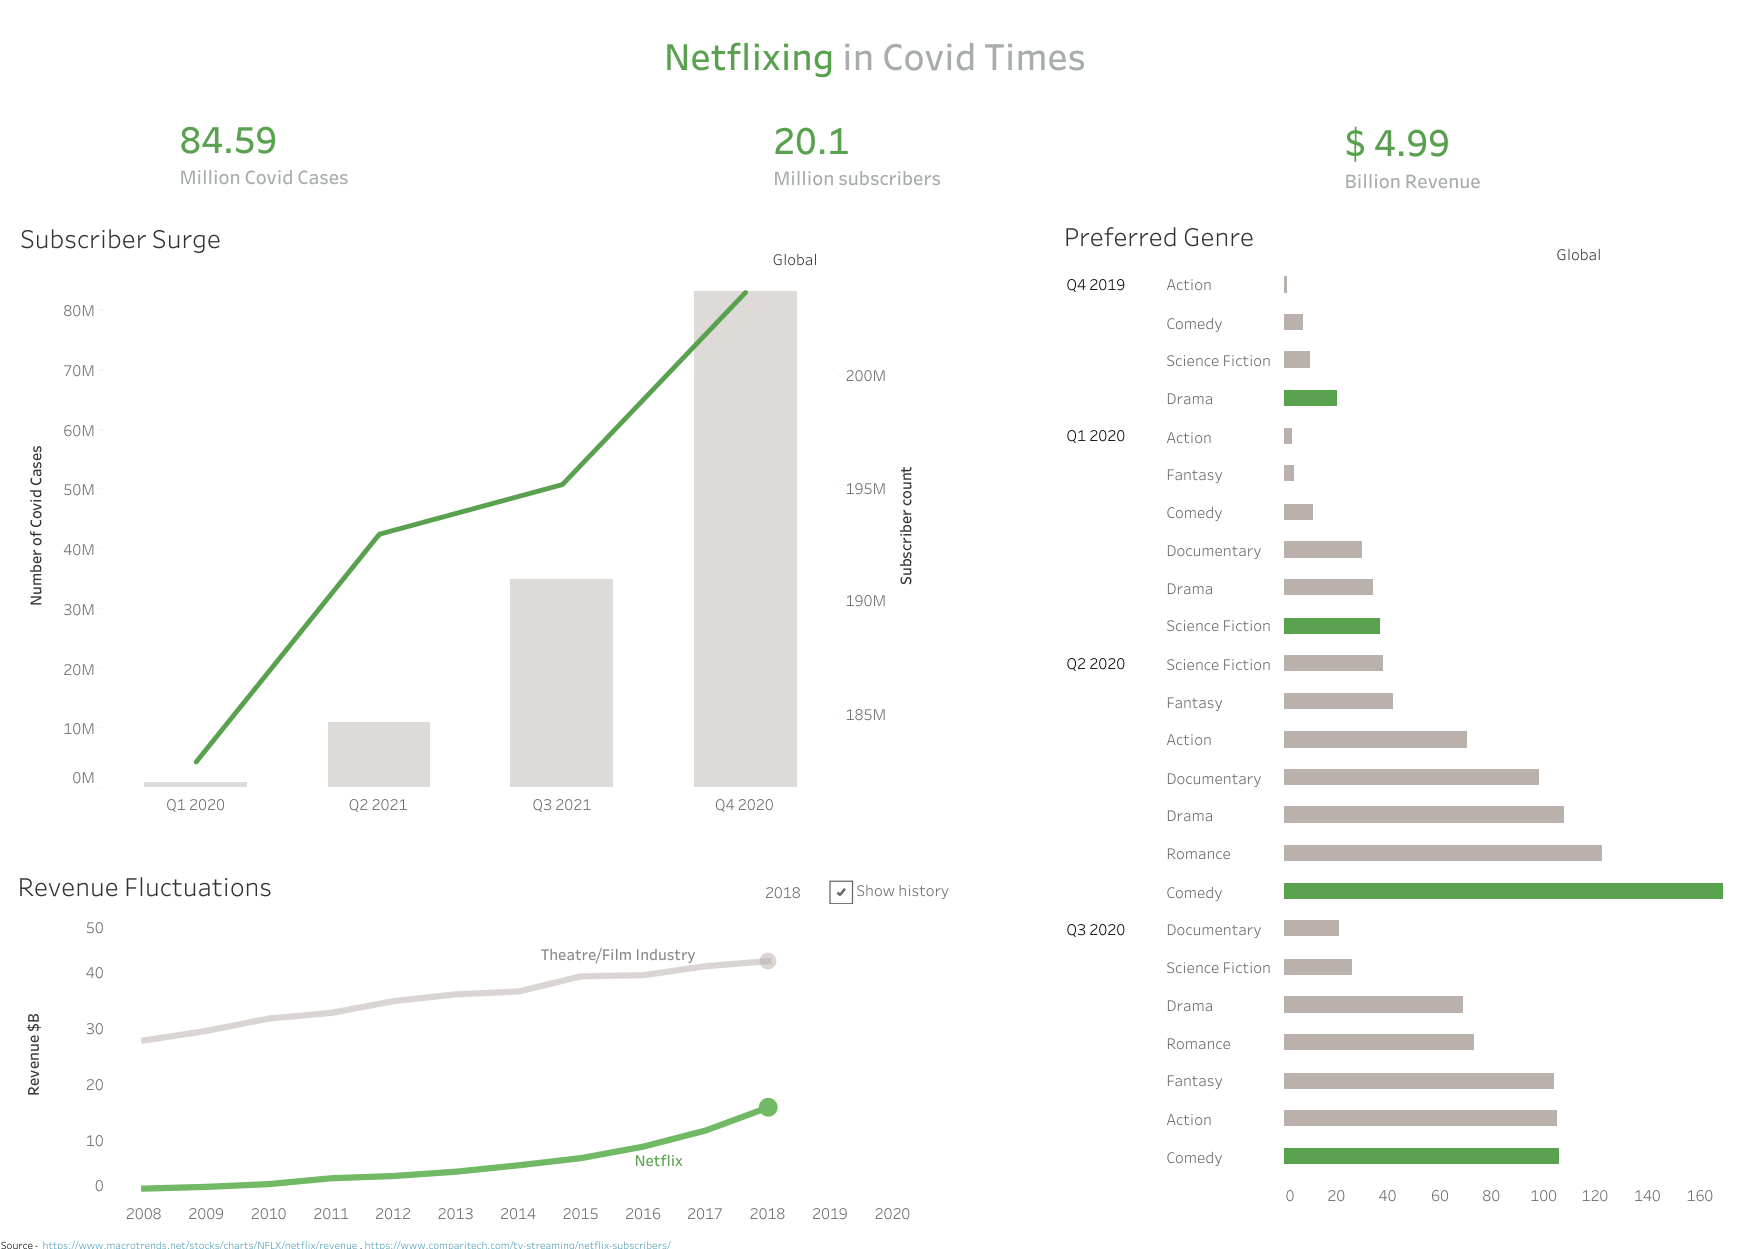 Netflixing in Covid Times
84.59
Million Covid Cases
20.1
Million subscribers
$ 4.99
Billion Revenue
Subscriber Surge
Global
80M
70M
60M
50M
40M
30M
20M
10M
0M
Number of Covid Cases
200M
195M
190M
185M
Subscriber count
Q1 2020
Q2 2021
Q3 2021
Q4 2020
Revenue Fluctuations
2018
Show history
50
40
30
20
10
0
Revenue $B
Theatre/Film Industry
Netflix
2008
2009
2010
2011
2012
2013
2014
2015
2016
2017
2018
2019
2020
Preferred Genre
Global
Q4 2019 Action
Comedy
Science Fiction
Drama
Q1 2020 Action
Fantasy
Comedy
Documentary
Drama
Science Fiction
Q2 2020 Science Fiction
Fantasy
Action
Documentary
Drama
Romance
Comedy
Q3 2020 Documentary
Science Fiction
Drama
Romance
Fantasy
Action
Comedy
0
20
40
60
80
100
120
140
160
Source - https://www.macrotrends.net/stocks/charts/NFLX/netflix/revenue , https://www.comparitech.com/tv-streaming/netflix-subscribers/